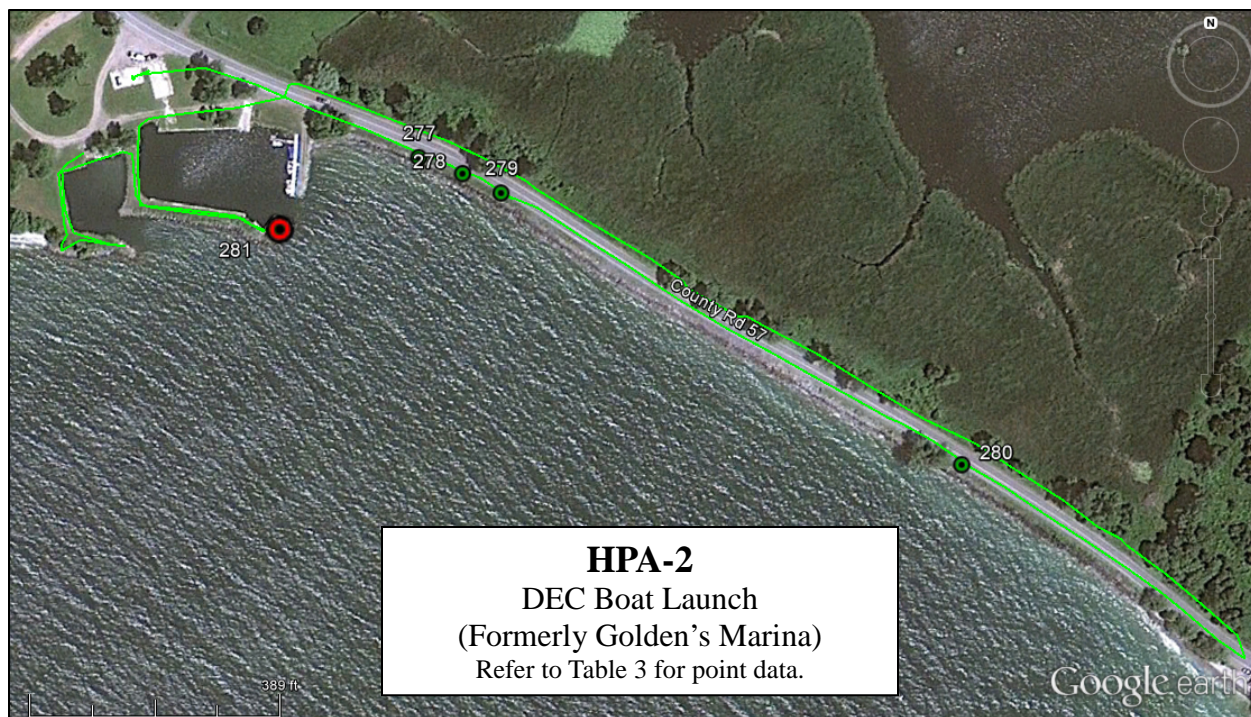 N
277
278
279
281
County Rd 57
280
HPA-2
DEC Boat Launch
(Formerly Golden’s Marina)
Refer to Table 3 for point data.
389 ft
Google earth